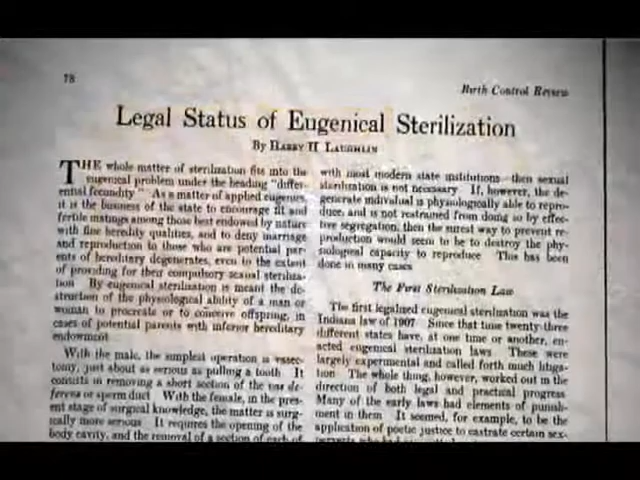 78
Birth Control Review
Legal Status of Eugenical Sterilization
By HARRY H LAUGHLIN
THE whole matter of sterilization fits into the
eugenical problem under the heading "differ-
ential fecundity" As a matter of applied eugenics,
it is the business of the state to encourage fit and
fertile matings among those best endowed by nature
with fine heredity qualities, and to deny marriage
and reproduction to those who are potential par-
ents of hereditary degenerates, even to the extent
of providing for their compulsory sexual steriliza-
tion By eugenical sterilization is meant the de-
struction of the physiological ability of a man or
woman to procreate or to conceive offspring, in
cases of potential parents with inferior hereditary
endowment
With the male, the simplest operation is vasec-
tomy, just about as serious as pulling a tooth It
consists in removing a short section of the vas de-
ferens or sperm duct With the female, in the pres-
ent stage of surgical knowledge, the matter is surg-
ically more serious It requires the opening of the
body cavity, and the removal of a section of each of
with most modern state institutions—then sexual
sterilization is not necessary If, however, the de-
generate individual is physiologically able to repro-
duce, and is not restrained from doing so by effec-
tive segregation, then the surest way to prevent re-
production would seem to be to destroy the phy-
siological capacity to reproduce This has been
done in many cases
The First Sterilization Law
The first legalized eugenical sterilization was the
Indiana law of 1907 Since that time twenty-three
different states have, at one time or another, en-
acted eugenical sterilization laws These were
largely experimental and called forth much litiga-
tion The whole thing, however, worked out in the
direction of both legal and practical progress
Many of the early laws had elements of punish-
ment in them It seemed, for example, to be the
application of poetic justice to castrate certain sex-